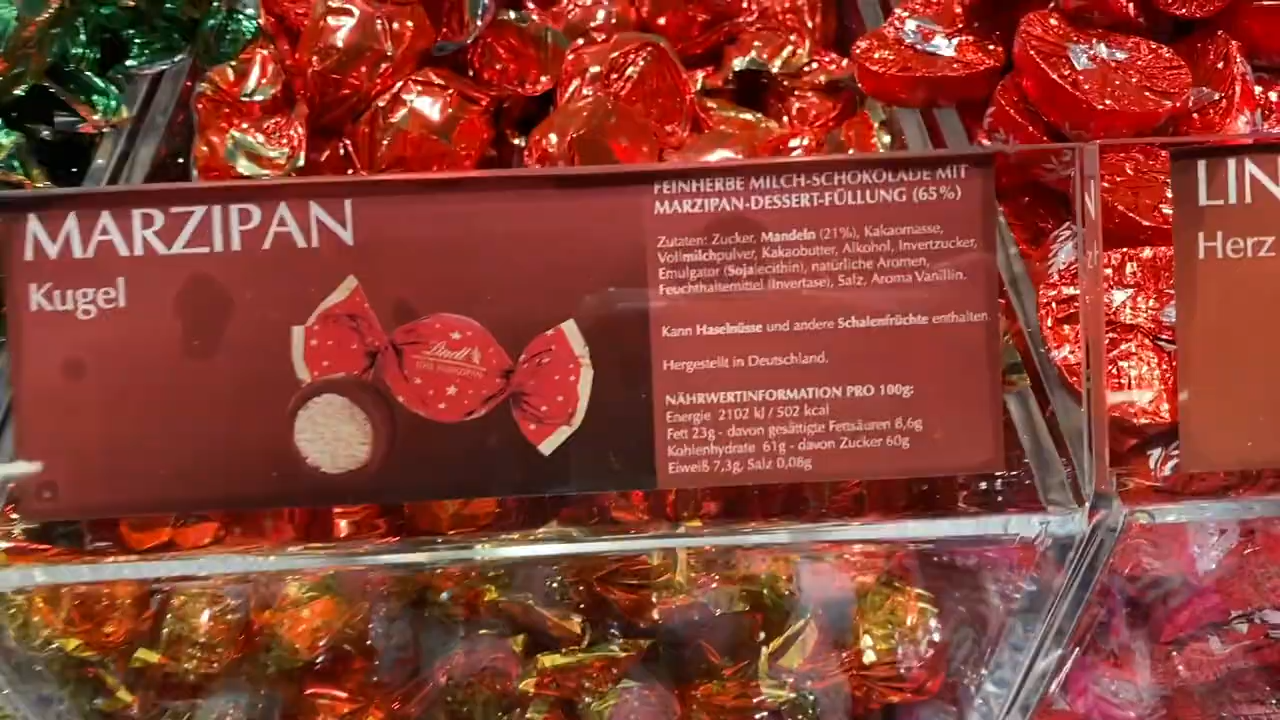 MARZIPAN
Kugel
Lindt
FEINHERBE MILCH-SCHOKOLADE MIT
MARZIPAN-DESSERT-FÜLLUNG (65%)
Zutaten: Zucker, Mandeln (21%), Kakaomasse,
Vollmilchpulver, Kakaobutter, Alkohol, Invertzucker,
Emulgator (Sojalecithin), natürliche Aromen,
Feuchthaltemittel (Invertase), Salz, Aroma Vanillin.
Kann Haselnüsse und andere Schalenfrüchte enthalten.
Hergestellt in Deutschland.
NÄHRWERTINFORMATION PRO 100g:
Energie 2102 kJ / 502 kcal
Fett 23g - davon gesättigte Fettsäuren 8,6g
Kohlenhydrate 61g - davon Zucker 60g
Eiweiß 7,3g, Salz 0,08g
LIN
Herz